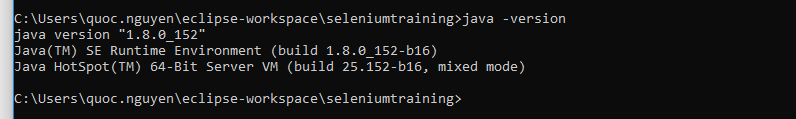 C:\Users\quoc.nguyen\eclipse-workspace\seleniumtraining>java -version
java version "1.8.0_152"
Java(TM) SE Runtime Environment (build 1.8.0_152-b16)
Java HotSpot(TM) 64-Bit Server VM (build 25.152-b16, mixed mode)
C:\Users\quoc.nguyen\eclipse-workspace\seleniumtraining>